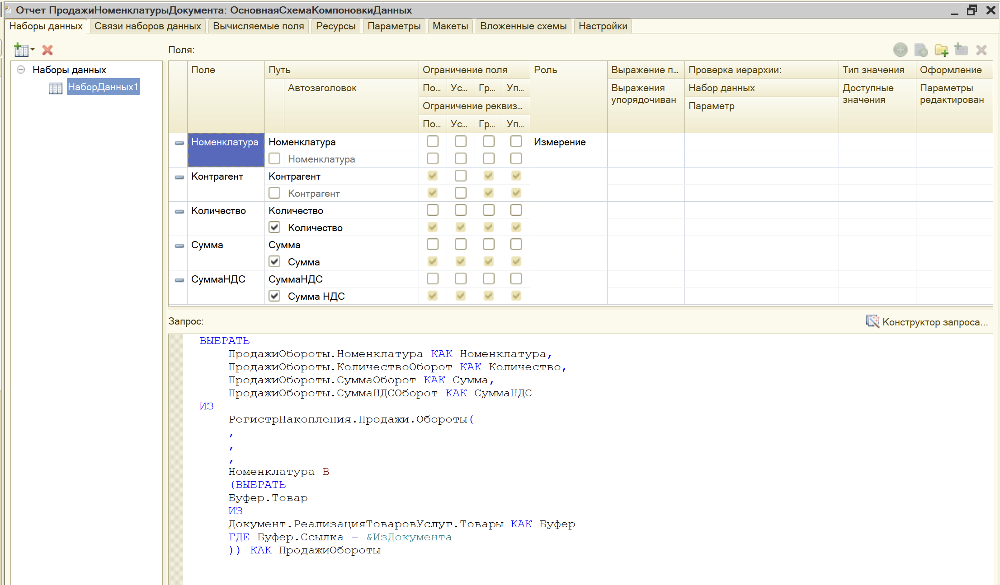 Отчет ПродажиНоменклатурыДокумента: ОсновнаяСхемаКомпоновкиДанных
Наборы данных Связи наборов данных Вычисляемые поля Ресурсы Параметры Макеты Вложенные схемы Настройки
Поля:
Наборы данных
НаборДанных1
Поле Путь Ограничение поля Роль Выражение п... Проверка иерархии: Тип значения Оформление
Автозаголовок По... Ус... Гр... Уп... Выражения упорядочиван Набор данных Доступные значения Параметры редактирован
Ограничение реквиз... Параметр
По... Ус... Гр... Уп...
Номенклатура Номенклатура Измерение
Номенклатура
Контрагент Контрагент
Контрагент
Количество Количество
Количество
Сумма Сумма
Сумма
СуммаНДС СуммаНДС
Сумма НДС
Запрос:
Конструктор запроса...
ВЫБРАТЬ
ПродажиОбороты.Номенклатура КАК Номенклатура,
ПродажиОбороты.КоличествоОборот КАК Количество,
ПродажиОбороты.СуммаОборот КАК Сумма,
ПродажиОбороты.СуммаНДСОборот КАК СуммаНДС
ИЗ
РегистрНакопления.Продажи.Обороты(
,
,
,
Номенклатура В
(ВЫБРАТЬ
Буфер.Товар
ИЗ
Документ.РеализацияТоваровУслуг.Товары КАК Буфер
ГДЕ Буфер.Ссылка = &ИзДокумента
)) КАК ПродажиОбороты